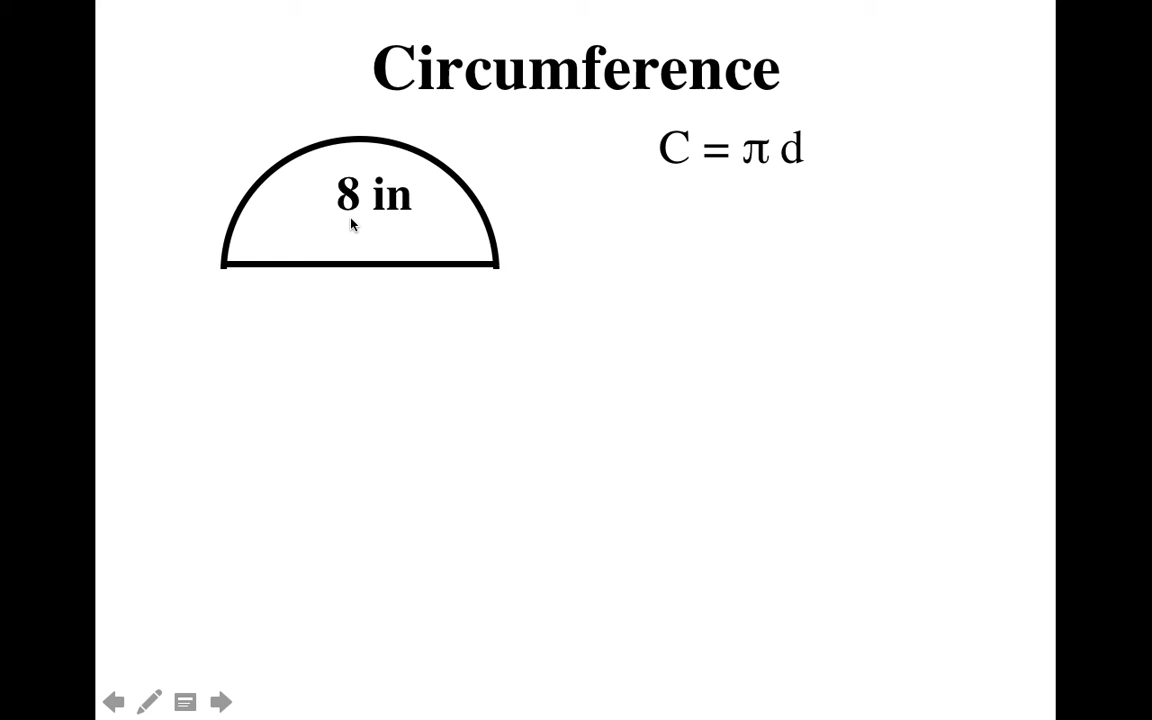 Circumference
C = π d
8 in